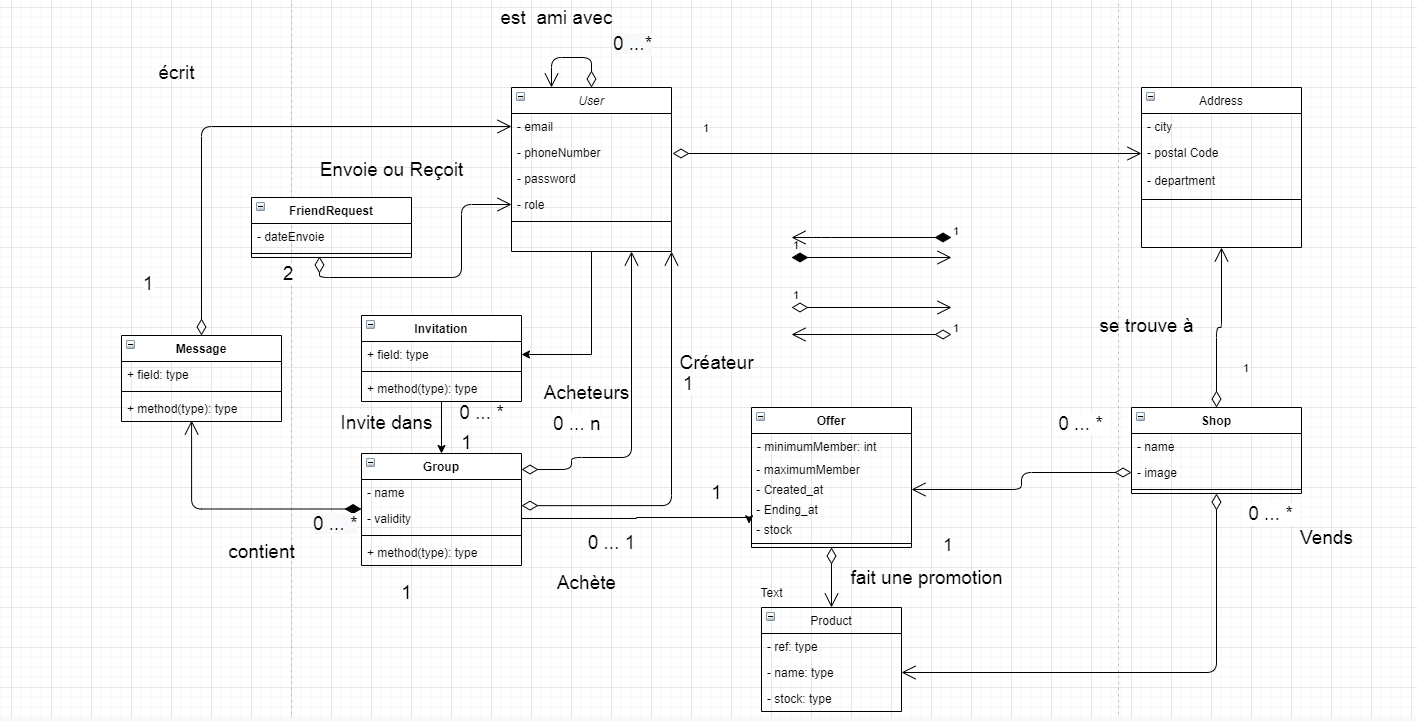 est ami avec
0 ...*
écrit
User
- email
- phoneNumber
- password
- role
1
Address
- city
- postal Code
- department
Envoie ou Reçoit
FriendRequest
- dateEnvoie
2
1
1
1
1
1
1
Message
+ field: type
+ method(type): type
Invitation
+ field: type
+ method(type): type
se trouve à
1
Créateur
1
Acheteurs
0 ... n
Invite dans
0 ... *
1
Group
- name
- validity
+ method(type): type
0 ... *
contient
1
0 ... 1
Achète
1
Offer
- minimumMember: int
- maximumMember
- Created_at
- Ending_at
- stock
0 ... *
Shop
- name
- image
0 ... *
Vends
1
fait une promotion
Text
Product
- ref: type
- name: type
- stock: type